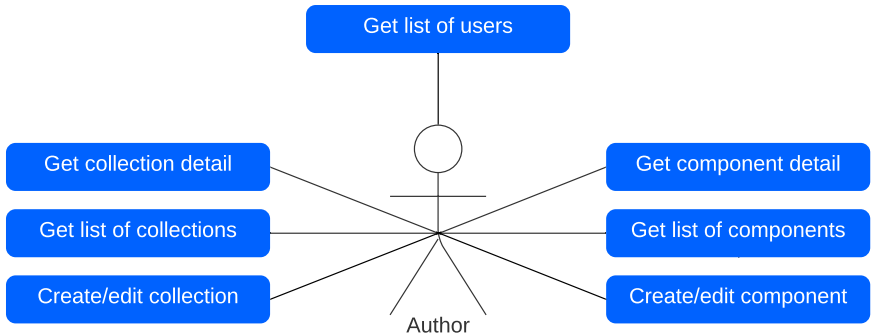 Get list of users
Get collection detail
Get component detail
Get list of collections
Get list of components
Create/edit collection
Create/edit component
Author